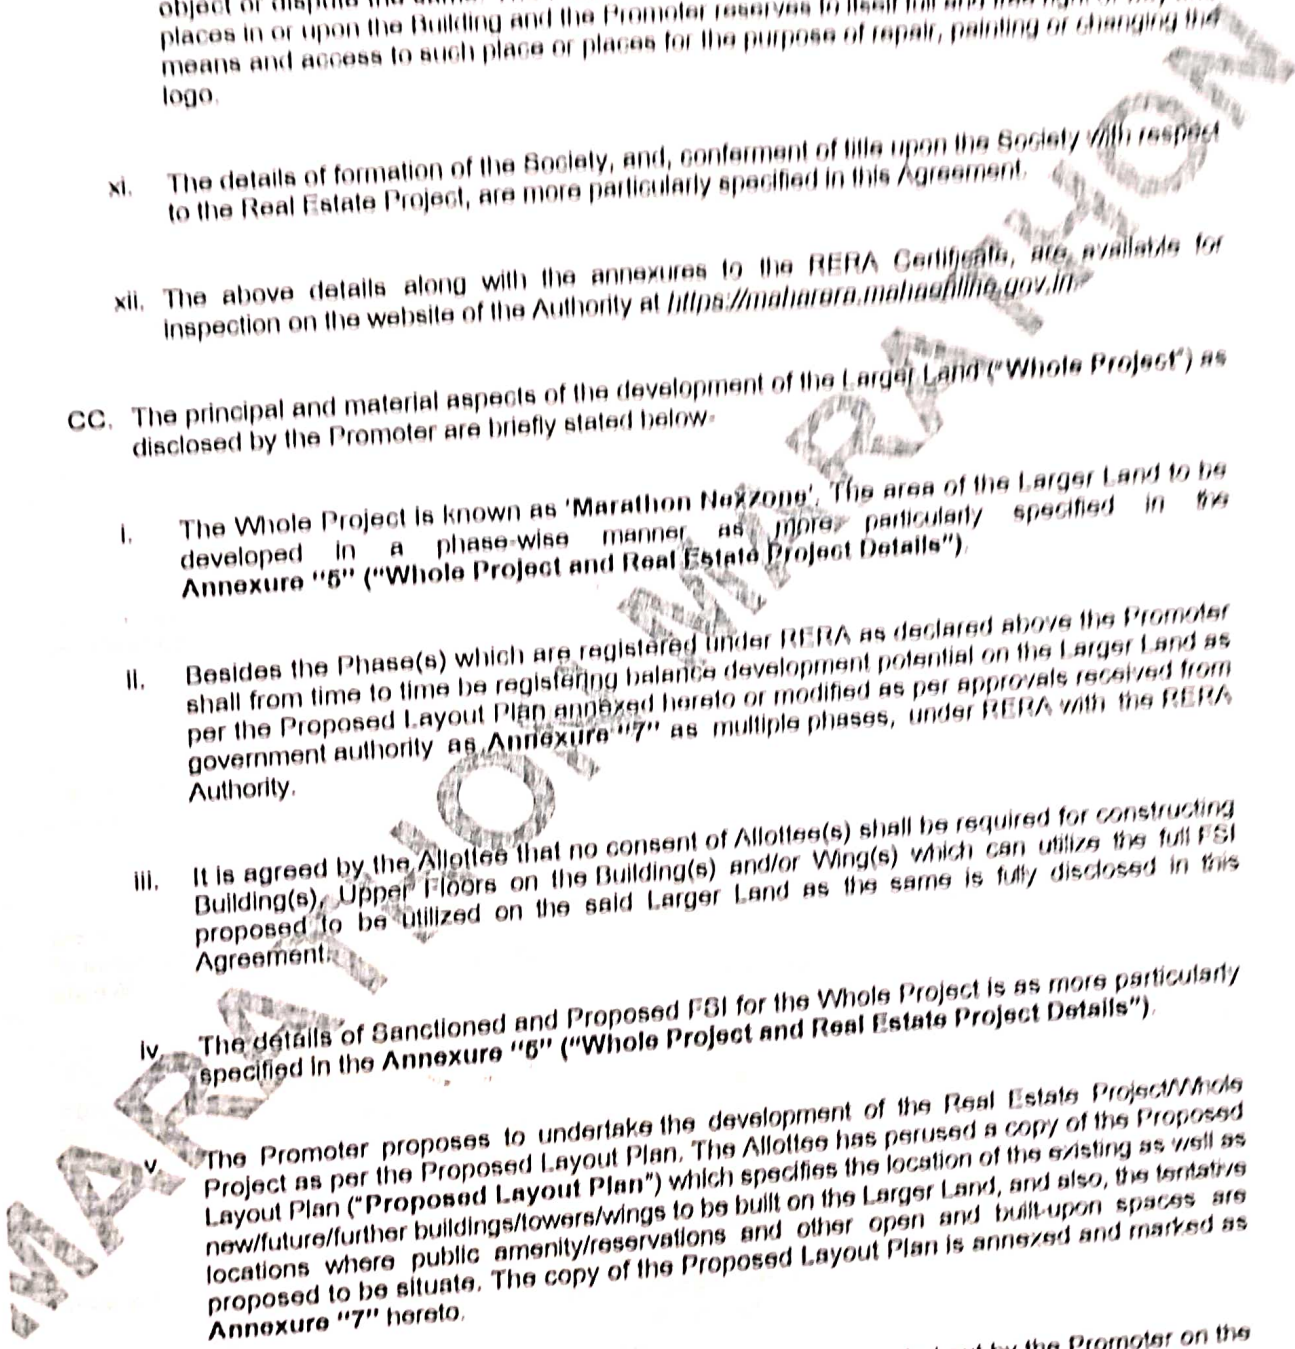 places in or upon the Building and the Promoter reserves to itself full and free right of
means and access to such place or places for the purpose of repair, painting or changing the
logo.
xi. The details of formation of the Society, and, conferment of title upon the Society with respect
to the Real Estate Project, are more particularly specified in this Agreement.
xii. The above details along with the annexures to the RERA Certificate, are available for
inspection on the website of the Authority at https://maharera.mahaonline.gov.in.
CC. The principal and material aspects of the development of the Larger Land ("Whole Project") as
disclosed by the Promoter are briefly stated below-
i. The Whole Project is known as 'Marathon Nexzone'. The area of the Larger Land to be
developed in a phase-wise manner as more particularly specified in the
Annexure "5" ("Whole Project and Real Estate Project Details").
ii. Besides the Phase(s) which are registered under RERA as declared above the Promoter
shall from time to time be registering balance development potential on the Larger Land as
per the Proposed Layout Plan annexed hereto or modified as per approvals received from
government authority as Annexure "7" as multiple phases, under RERA with the RERA
Authority.
iii. It is agreed by the Allottee that no consent of Allottee(s) shall be required for constructing
Building(s), Upper Floors on the Building(s) and/or Wing(s) which can utilize the full FSI
proposed to be utilized on the said Larger Land as the same is fully disclosed in this
Agreement.
iv. The details of Sanctioned and Proposed FSI for the Whole Project is as more particularly
specified in the Annexure "5" ("Whole Project and Real Estate Project Details").
v. The Promoter proposes to undertake the development of the Real Estate Project/Whole
Project as per the Proposed Layout Plan. The Allottee has perused a copy of the Proposed
Layout Plan ("Proposed Layout Plan") which specifies the location of the existing as well as
new/future/further buildings/towers/wings to be built on the Larger Land, and also, the tentative
locations where public amenity/reservations and other open and built-upon spaces are
proposed to be situate. The copy of the Proposed Layout Plan is annexed and marked as
Annexure "7" hereto.
by the Promoter on the
MARATHON MARATHON